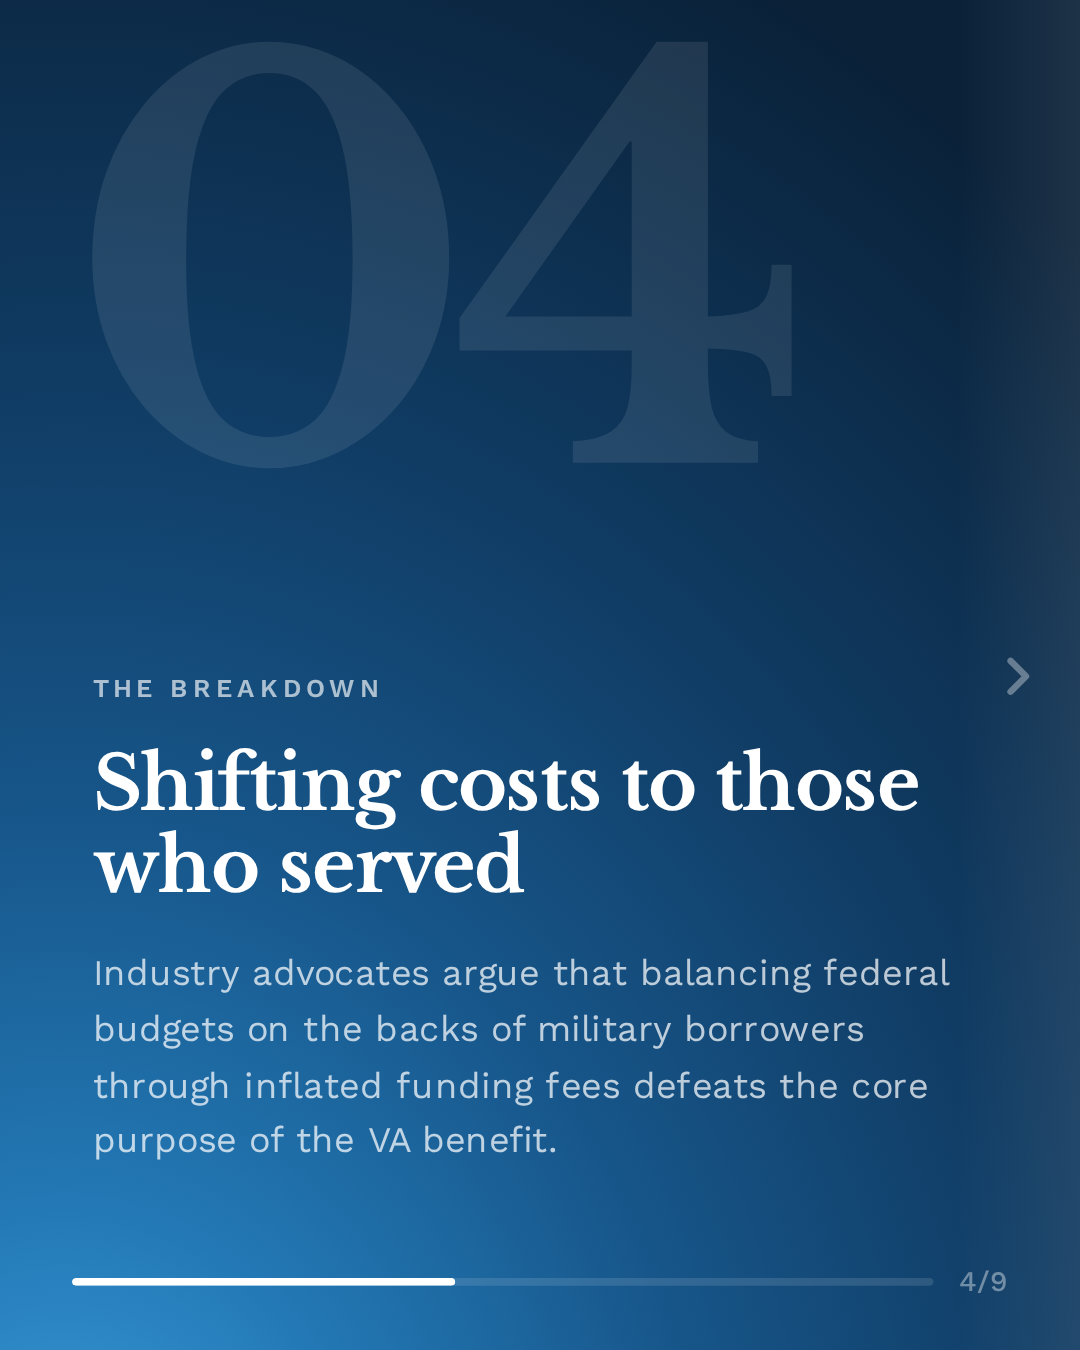 04
THE BREAKDOWN
Shifting costs to those
who served
Industry advocates argue that balancing federal
budgets on the backs of military borrowers
through inflated funding fees defeats the core
purpose of the VA benefit.
4/9